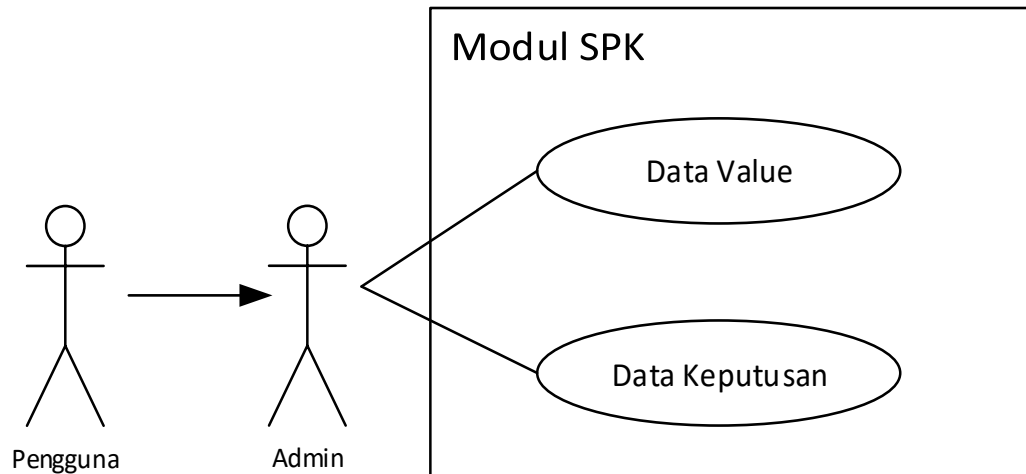 Modul SPK
Data Value
Data Keputusan
Pengguna
Admin